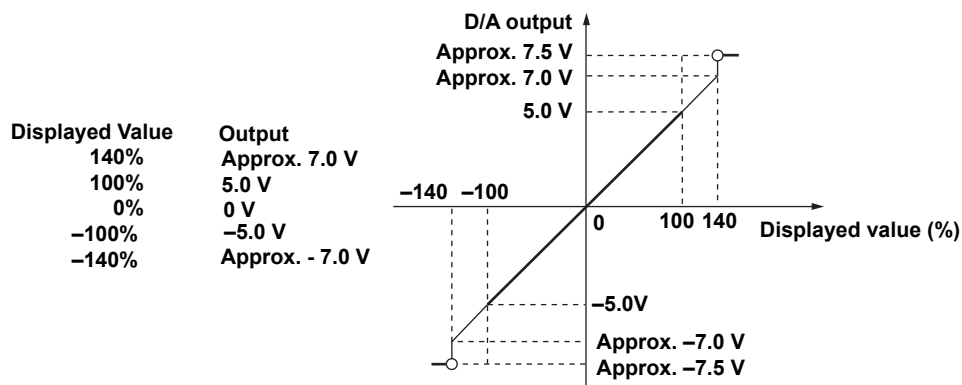 D/A output
Approx. 7.5 V
Approx. 7.0 V
5.0 V
Displayed Value Output
140% Approx. 7.0 V
100% 5.0 V
0% 0 V
–100% –5.0 V
–140% Approx. - 7.0 V
–140 –100
0 100 140
Displayed value (%)
–5.0V
Approx. –7.0 V
Approx. –7.5 V